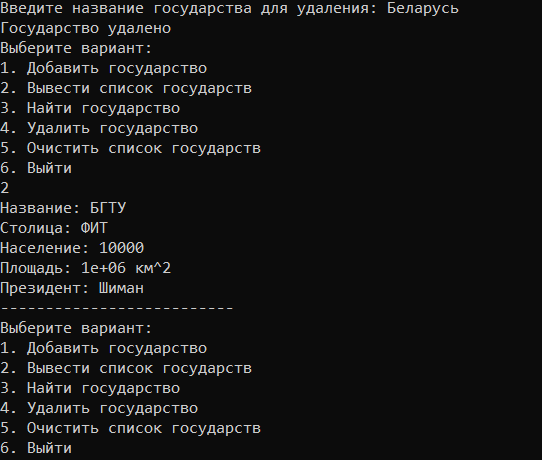 Введите название государства для удаления: Беларусь
Государство удалено
Выберите вариант:
1. Добавить государство
2. Вывести список государств
3. Найти государство
4. Удалить государство
5. Очистить список государств
6. Выйти
2
Название: БГТУ
Столица: ФИТ
Население: 10000
Площадь: 1e+06 км^2
Президент: Шиман
--------------------------
Выберите вариант:
1. Добавить государство
2. Вывести список государств
3. Найти государство
4. Удалить государство
5. Очистить список государств
6. Выйти